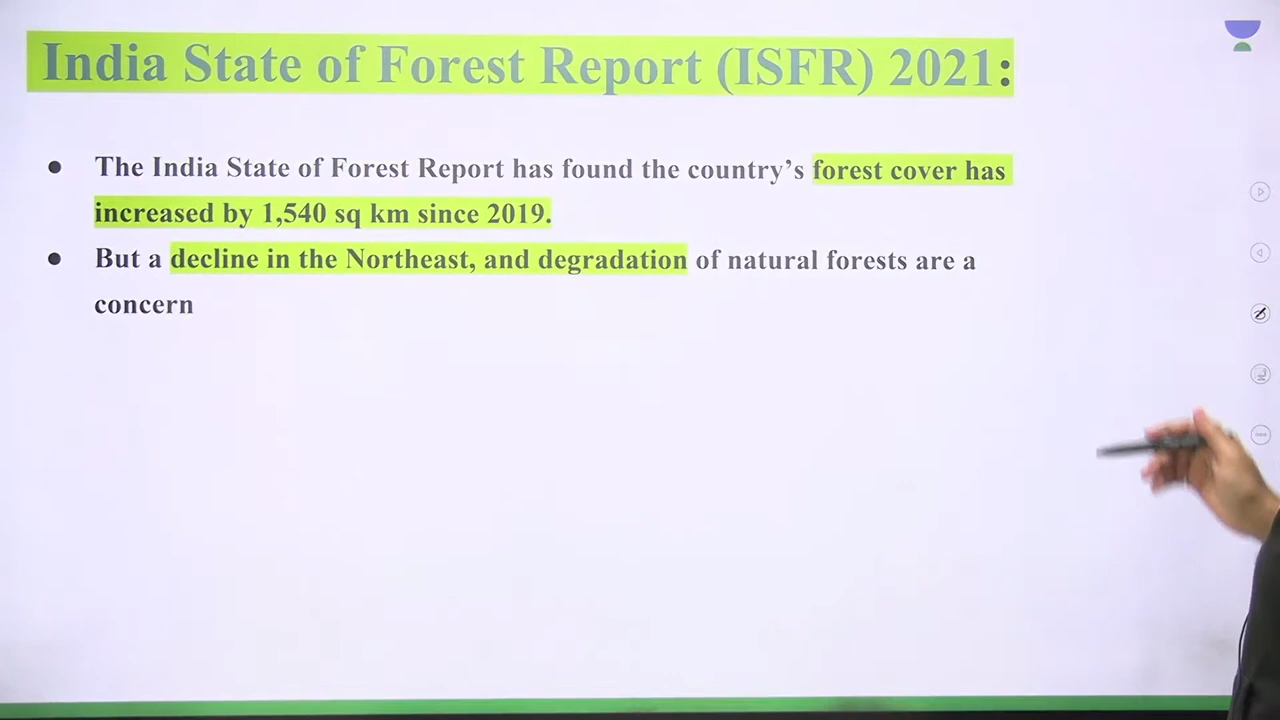 India State of Forest Report (ISFR) 2021:
● The India State of Forest Report has found the country’s forest cover has
increased by 1,540 sq km since 2019.
● But a decline in the Northeast, and degradation of natural forests are a
concern